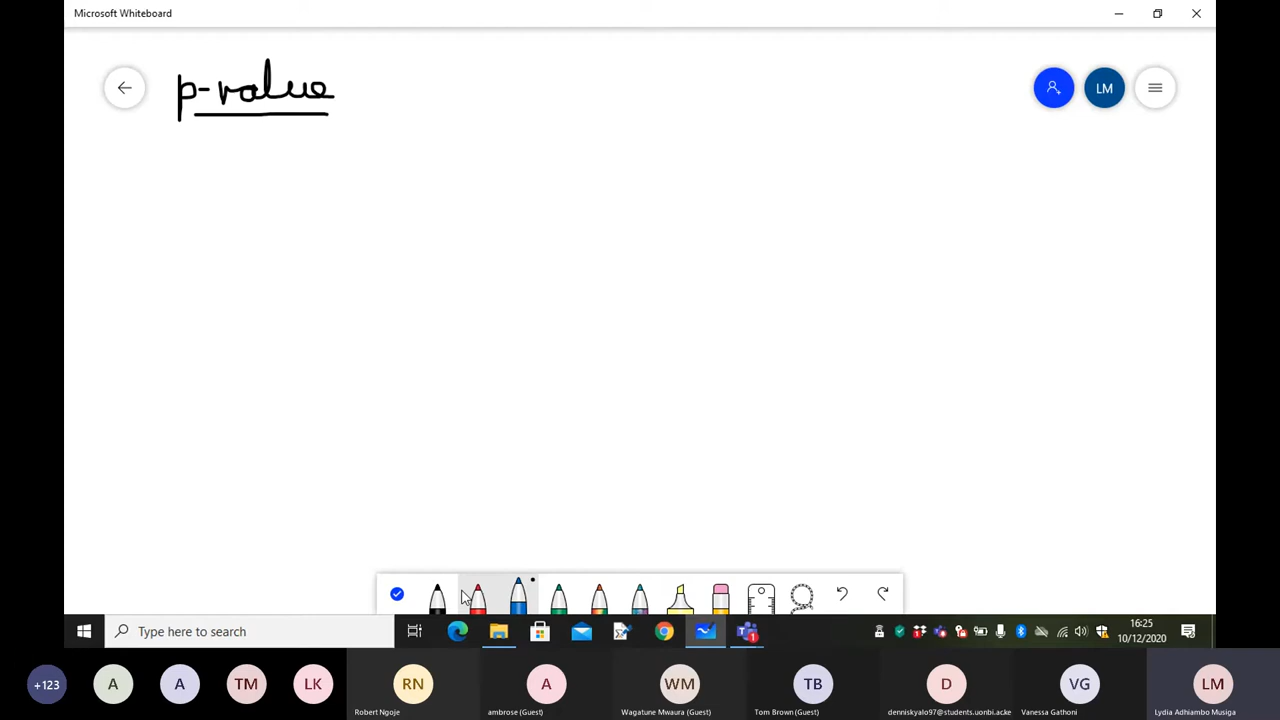 Microsoft Whiteboard
p-value
LM
Type here to search
1
16:25
10/12/2020
+123
A
A
TM
LK
RN
A
WM
TB
D
VG
LM
Robert Ngoje
ambrose (Guest)
Wagatune Mwaura (Guest)
Tom Brown (Guest)
denniskyalo97@students.uonbi.ac.ke
Vanessa Gathoni
Lydia Adhiambo Musiga